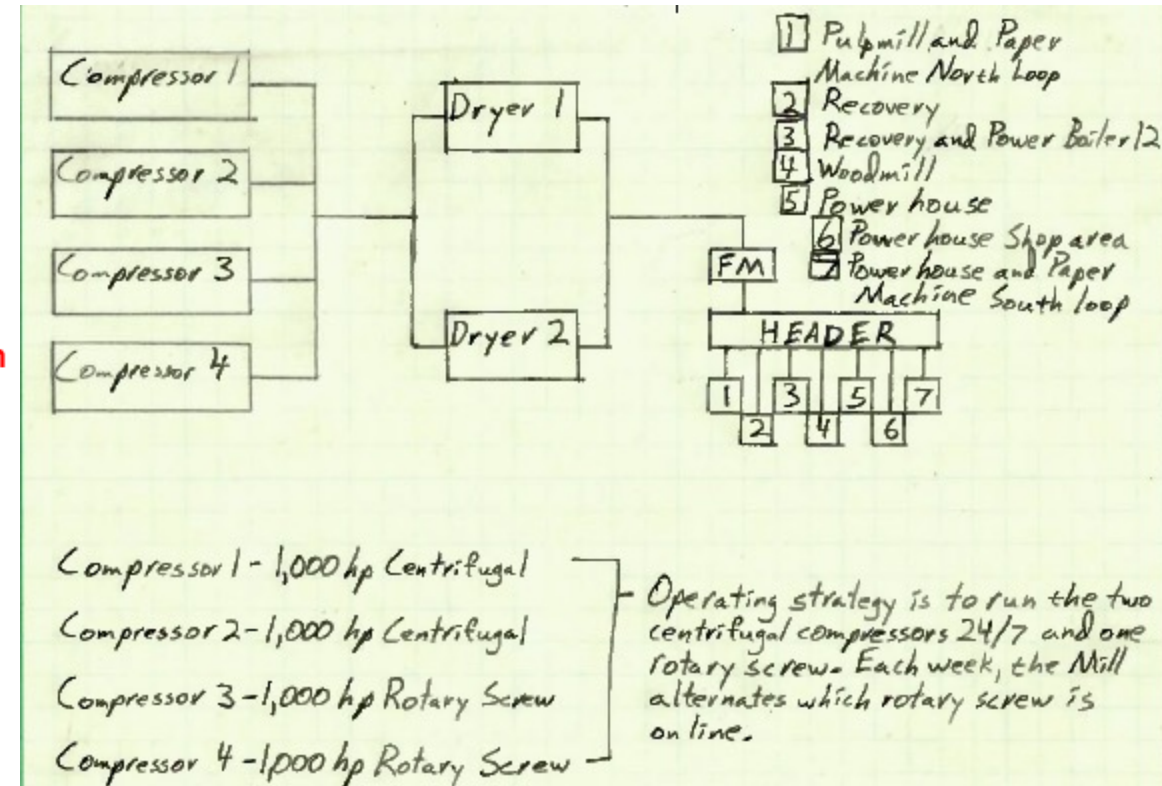 Compressor 1
Compressor 2
Compressor 3
Compressor 4
Dryer 1
Dryer 2
FM
HEADER
1
2
3
4
5
6
7
1 Pulpmill and Paper
Machine North Loop
2 Recovery
3 Recovery and Power Boiler 12
4 Woodmill
5 Power house
6 Power house Shop area
7 Power house and Paper
Machine South loop
n
Compressor 1 - 1,000 hp Centrifugal
Compressor 2 - 1,000 hp Centrifugal
Compressor 3 - 1,000 hp Rotary Screw
Compressor 4 - 1,000 hp Rotary Screw
Operating strategy is to run the two
centrifugal compressors 24/7 and one
rotary screw. Each week, the Mill
alternates which rotary screw is
on line.